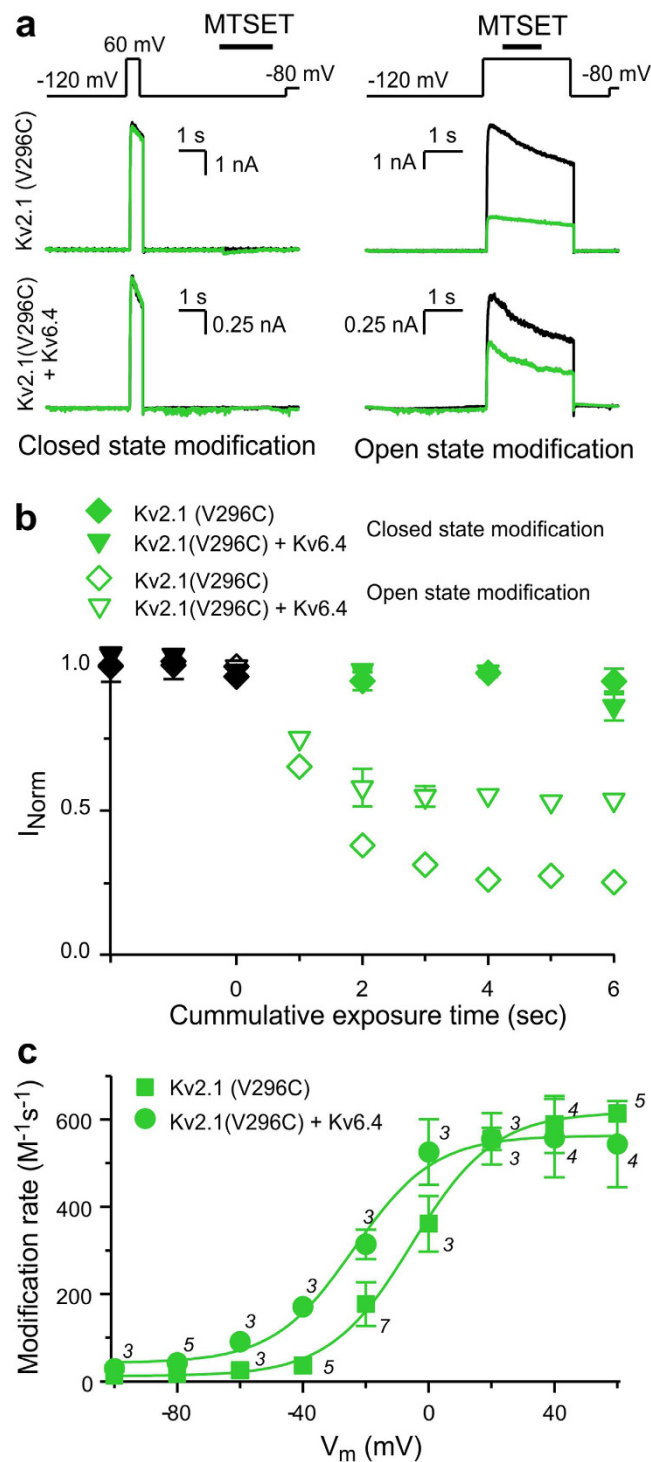 a
MTSET MTSET
60 mV
-120 mV -80 mV -120 mV -80 mV
Kv2.1 (V296C)
1 s
1 nA
1 s
1 nA
Kv2.1(V296C)
+ Kv6.4
1 s
0.25 nA
1 s
0.25 nA
Closed state modification Open state modification
b
Kv2.1 (V296C)
Kv2.1(V296C) + Kv6.4
Closed state modification
Kv2.1(V296C)
Kv2.1(V296C) + Kv6.4
Open state modification
1.0
0.5
0.0
INorm
0 2 4 6
Cummulative exposure time (sec)
c
Kv2.1 (V296C)
Kv2.1(V296C) + Kv6.4
600
400
200
0
Modification rate (M-1s-1)
3 5 3 3 3 3 3 4 5
3 5 7 3 3 4 4
-80 -40 0 40
Vm (mV)